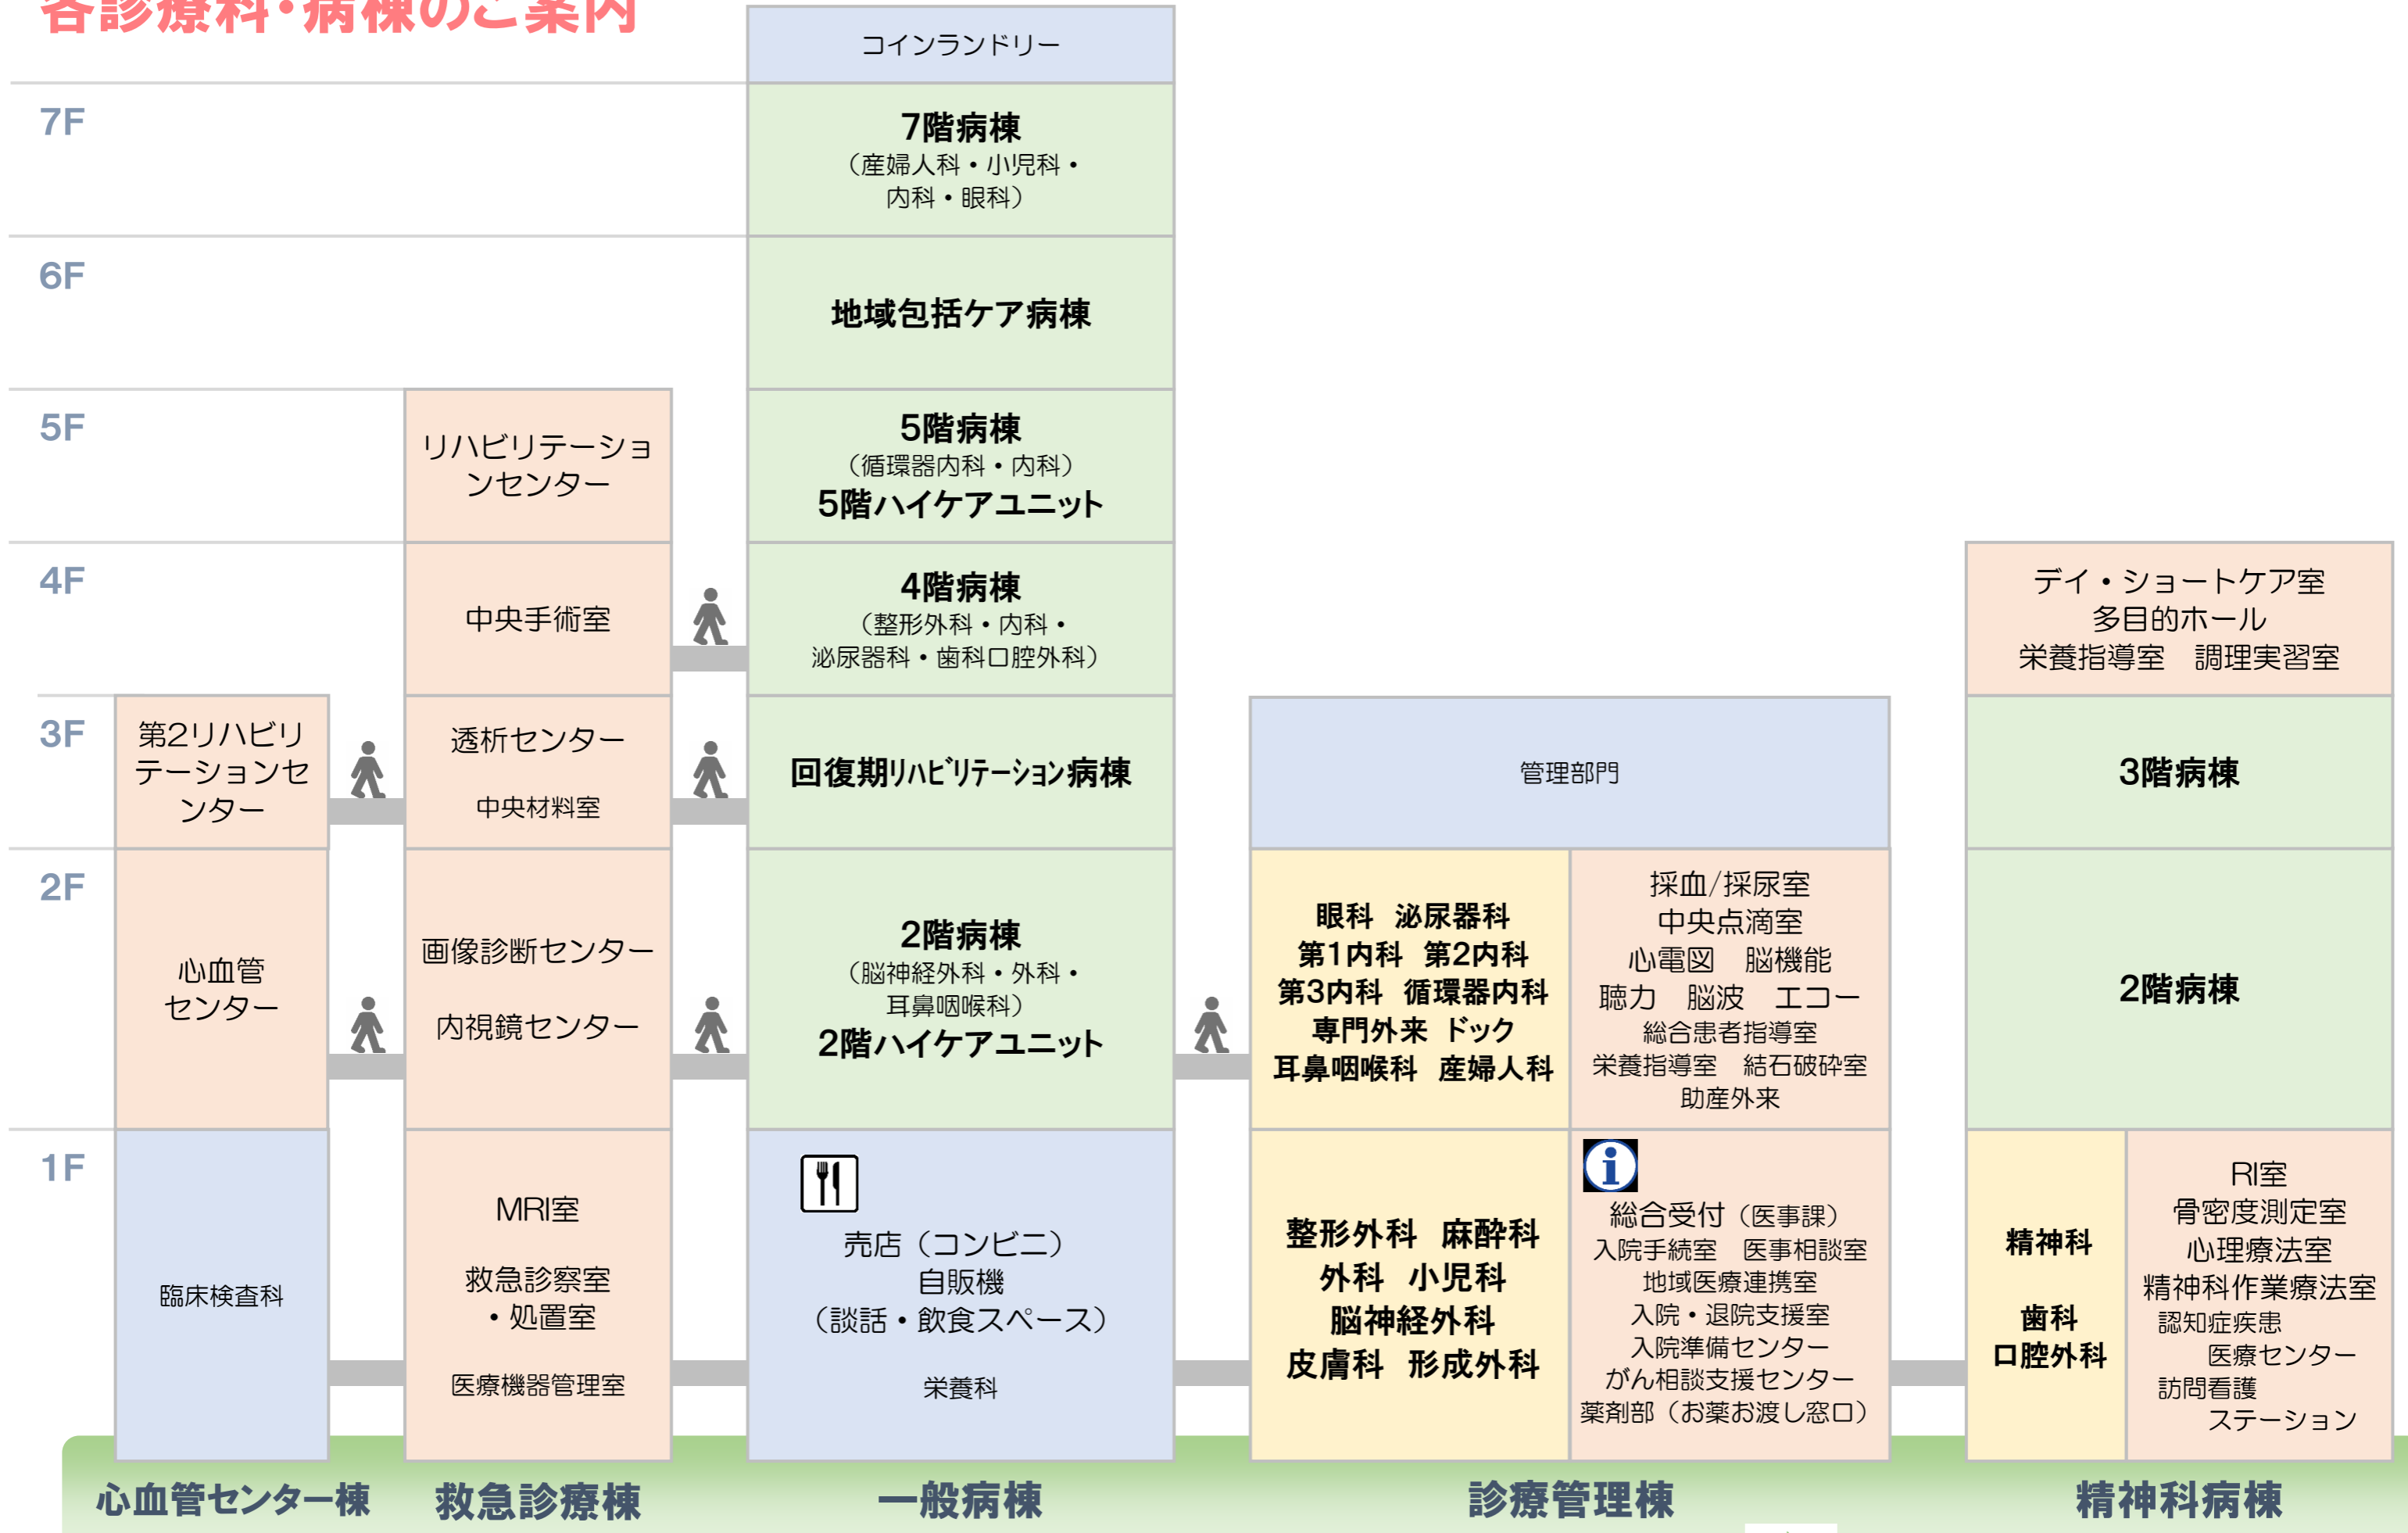 各診療科・病棟のご案内
コインランドリー
7F
7階病棟
（産婦人科・小児科・
内科・眼科）
6F
地域包括ケア病棟
5F
リハビリテーショ
ンセンター
5階病棟
（循環器内科・内科）
5階ハイケアユニット
4F
中央手術室
4階病棟
（整形外科・内科・
泌尿器科・歯科口腔外科）
デイ・ショートケア室
多目的ホール
栄養指導室　調理実習室
3F
第2リハビリ
テーションセ
ンター
透析センター
中央材料室
回復期ﾘﾊﾋﾞﾘﾃｰｼｮﾝ病棟
管理部門
3階病棟
2F
心血管
センター
画像診断センター
内視鏡センター
2階病棟
（脳神経外科・外科・
耳鼻咽喉科）
2階ハイケアユニット
眼科　泌尿器科
第1内科　第2内科
第3内科　循環器内科
専門外来　ドック
耳鼻咽喉科　産婦人科
採血/採尿室
中央点滴室
心電図　脳機能
聴力　脳波　エコー
総合患者指導室
栄養指導室　結石破砕室
助産外来
2階病棟
1F
臨床検査科
MRI室
救急診察室
・処置室
医療機器管理室
売店（コンビニ）
自販機
（談話・飲食スペース）
栄養科
整形外科　麻酔科
外科　小児科
脳神経外科
皮膚科　形成外科
i
総合受付（医事課）
入院手続室　医事相談室
地域医療連携室
入院・退院支援室
入院準備センター
がん相談支援センター
薬剤部（お薬お渡し窓口）
精神科
歯科
口腔外科
RI室
骨密度測定室
心理療法室
精神科作業療法室
認知症疾患
医療センター
訪問看護
ステーション
心血管センター棟
救急診療棟
一般病棟
診療管理棟
精神科病棟